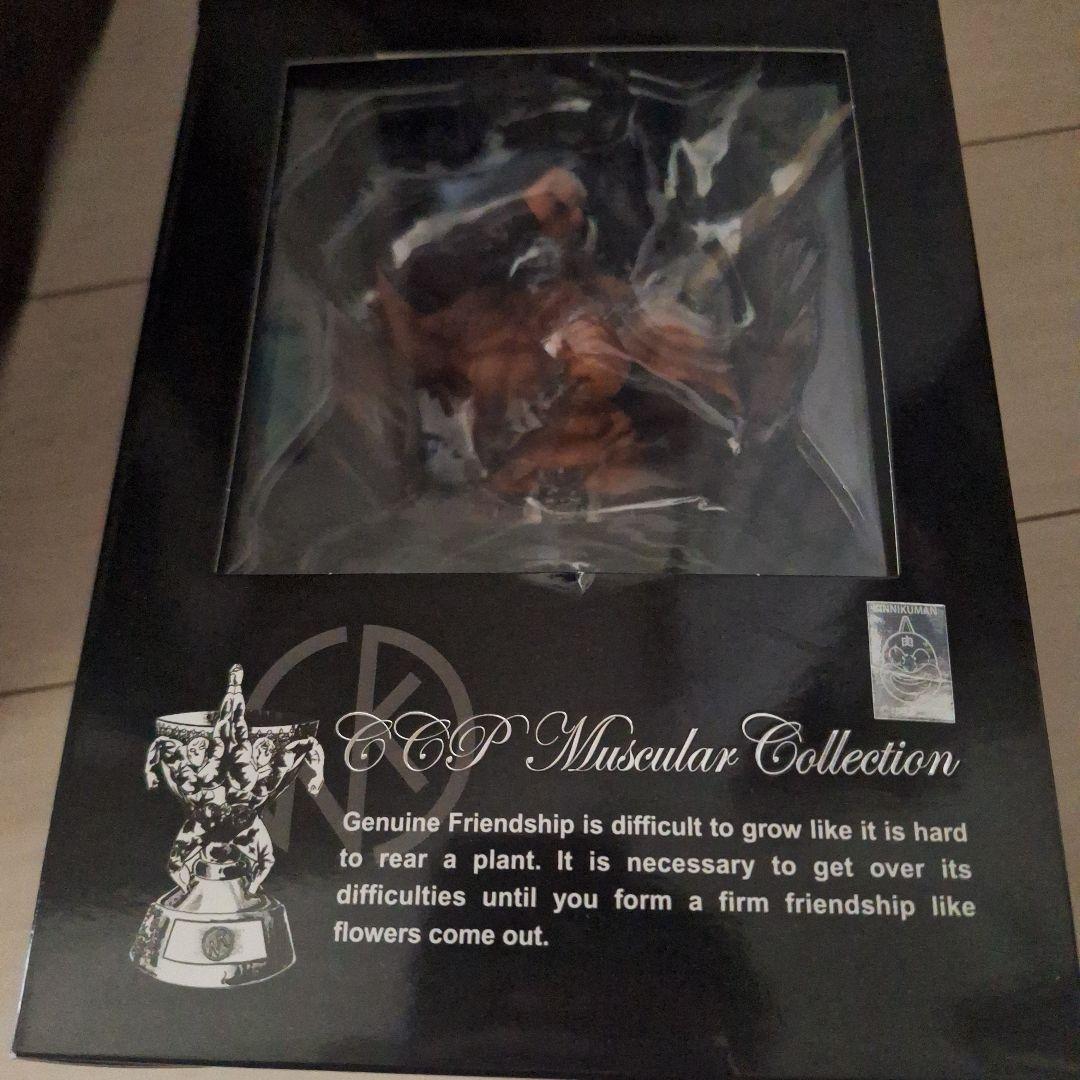 KINNIKUMAN
肉
CCP Muscular Collection
Genuine Friendship is difficult to grow like it is hard
to rear a plant. It is necessary to get over its
difficulties until you form a firm friendship like
flowers come out.